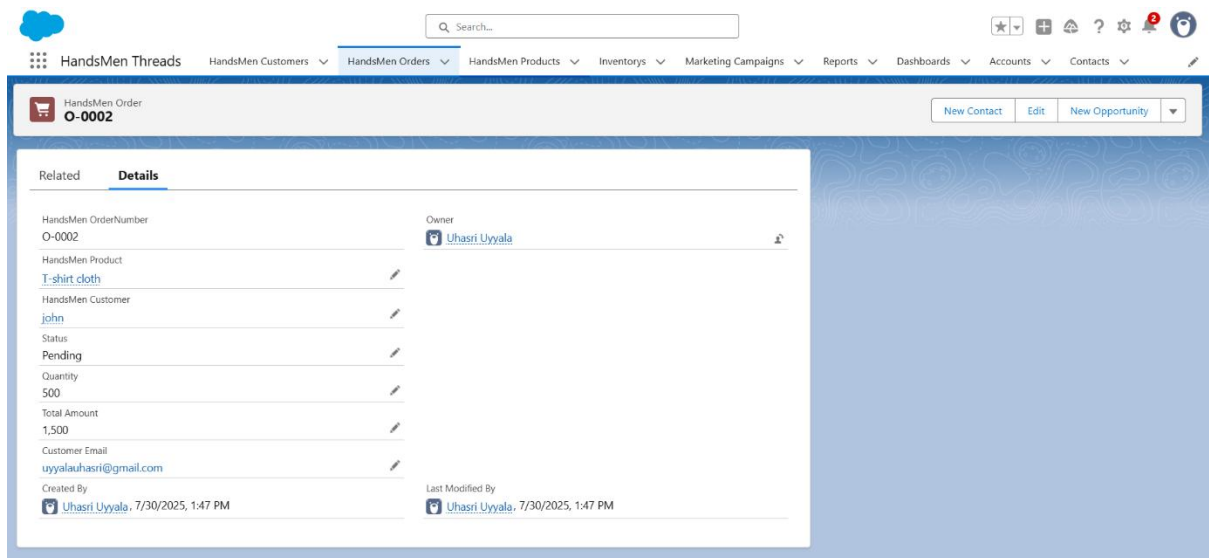 Search...
2
HandsMen Threads HandsMen Customers HandsMen Orders HandsMen Products Inventorys Marketing Campaigns Reports Dashboards Accounts Contacts
HandsMen Order
O-0002
New Contact Edit New Opportunity
Related Details
HandsMen OrderNumber
O-0002
Owner
Uhasri Uyyala
HandsMen Product
T-shirt cloth
HandsMen Customer
john
Status
Pending
Quantity
500
Total Amount
1,500
Customer Email
uyyalauhasri@gmail.com
Created By
Uhasri Uyyala, 7/30/2025, 1:47 PM
Last Modified By
Uhasri Uyyala, 7/30/2025, 1:47 PM